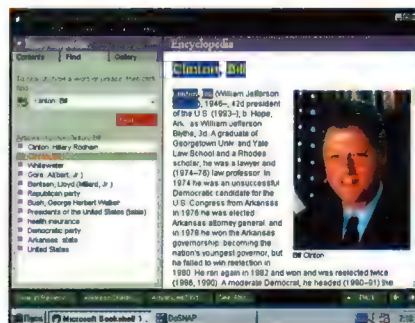 Encyclopedia
Contents Find Gallery
Clinton, Bill
Clinton, Bill
Clinton, Hillary Rodham
Clinton, Bill
Whitewater
Gore, Albert, Jr.)
Bentsen, Lloyd (Millard, Jr.)
Republican party
Bush, George Herbert Walker
Presidents of the United States (table)
health insurance
Democratic party
Arkansas, state
United States
Clinton, Bill (William Jefferson
), 1946–, 42d president
of the U.S. (1993–), b. Hope,
Ark., as William Jefferson
Blythe, 3d. A graduate of
Georgetown Univ. and Yale
Law School and a Rhodes
scholar, he was a lawyer and
(1974–76) law professor. In
1974 he was an unsuccessful
Democratic candidate for the
U.S. Congress from Arkansas.
In 1976 he was elected
Arkansas attorney general, and
in 1978 he won the Arkansas
governorship, becoming the
nation's youngest governor, but
he failed to win reelection in
1980. He ran again in 1982 and won and was reelected twice
(1986, 1990). A moderate Democrat, he headed (1990–91) the
Bill Clinton
Microsoft Bookshelf 1... DoSNAP